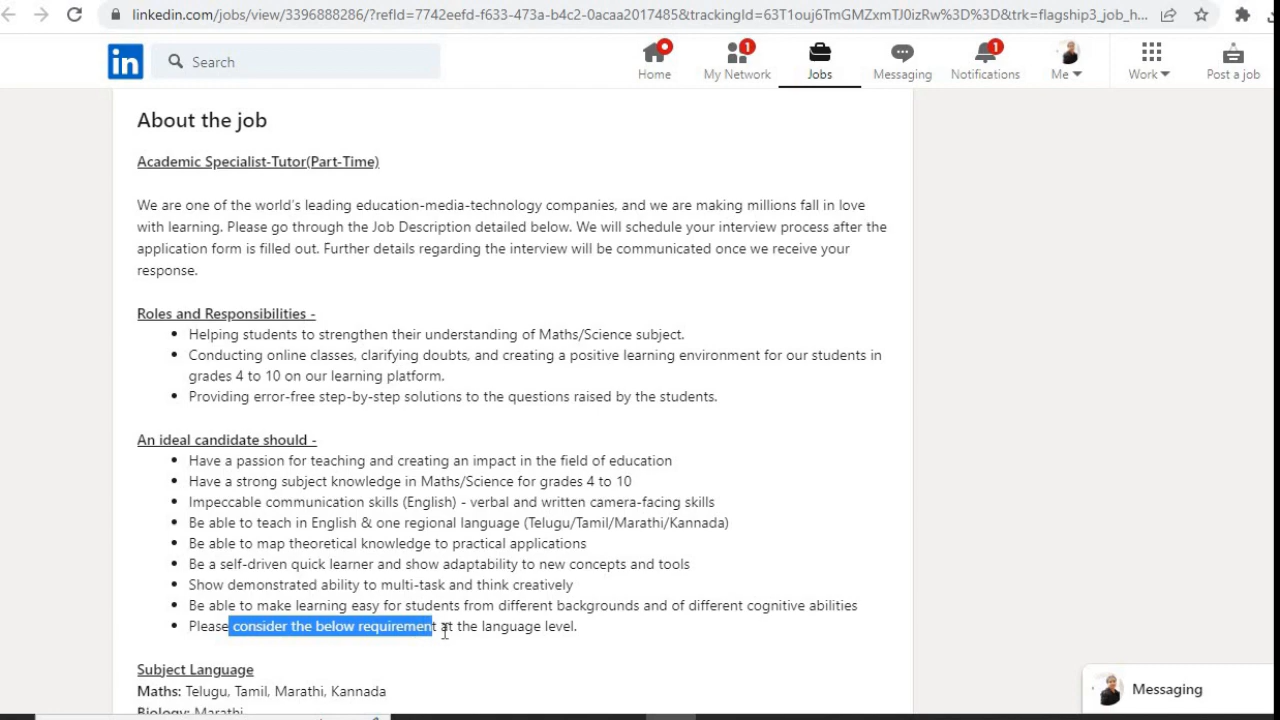 linkedin.com/jobs/view/3396888286/?refId=7742eefd-f633-473a-b4c2-0acaa2017485&trackingId=63T1ouj6TmGMZxmTJ0izRw%3D%3D&trk=flagship3_job_h...
in
Search
1
1
Home
My Network
Jobs
Messaging
Notifications
Me
Work
Post a job
About the job
Academic Specialist-Tutor(Part-Time)
We are one of the world's leading education-media-technology companies, and we are making millions fall in love
with learning. Please go through the Job Description detailed below. We will schedule your interview process after the
application form is filled out. Further details regarding the interview will be communicated once we receive your
response.
Roles and Responsibilities -
• Helping students to strengthen their understanding of Maths/Science subject.
• Conducting online classes, clarifying doubts, and creating a positive learning environment for our students in
grades 4 to 10 on our learning platform.
• Providing error-free step-by-step solutions to the questions raised by the students.
An ideal candidate should -
• Have a passion for teaching and creating an impact in the field of education
• Have a strong subject knowledge in Maths/Science for grades 4 to 10
• Impeccable communication skills (English) - verbal and written camera-facing skills
• Be able to teach in English & one regional language (Telugu/Tamil/Marathi/Kannada)
• Be able to map theoretical knowledge to practical applications
• Be a self-driven quick learner and show adaptability to new concepts and tools
• Show demonstrated ability to multi-task and think creatively
• Be able to make learning easy for students from different backgrounds and of different cognitive abilities
• Please consider the below requirement at the language level.
Subject Language
Maths: Telugu, Tamil, Marathi, Kannada
Biology: Marathi
Messaging